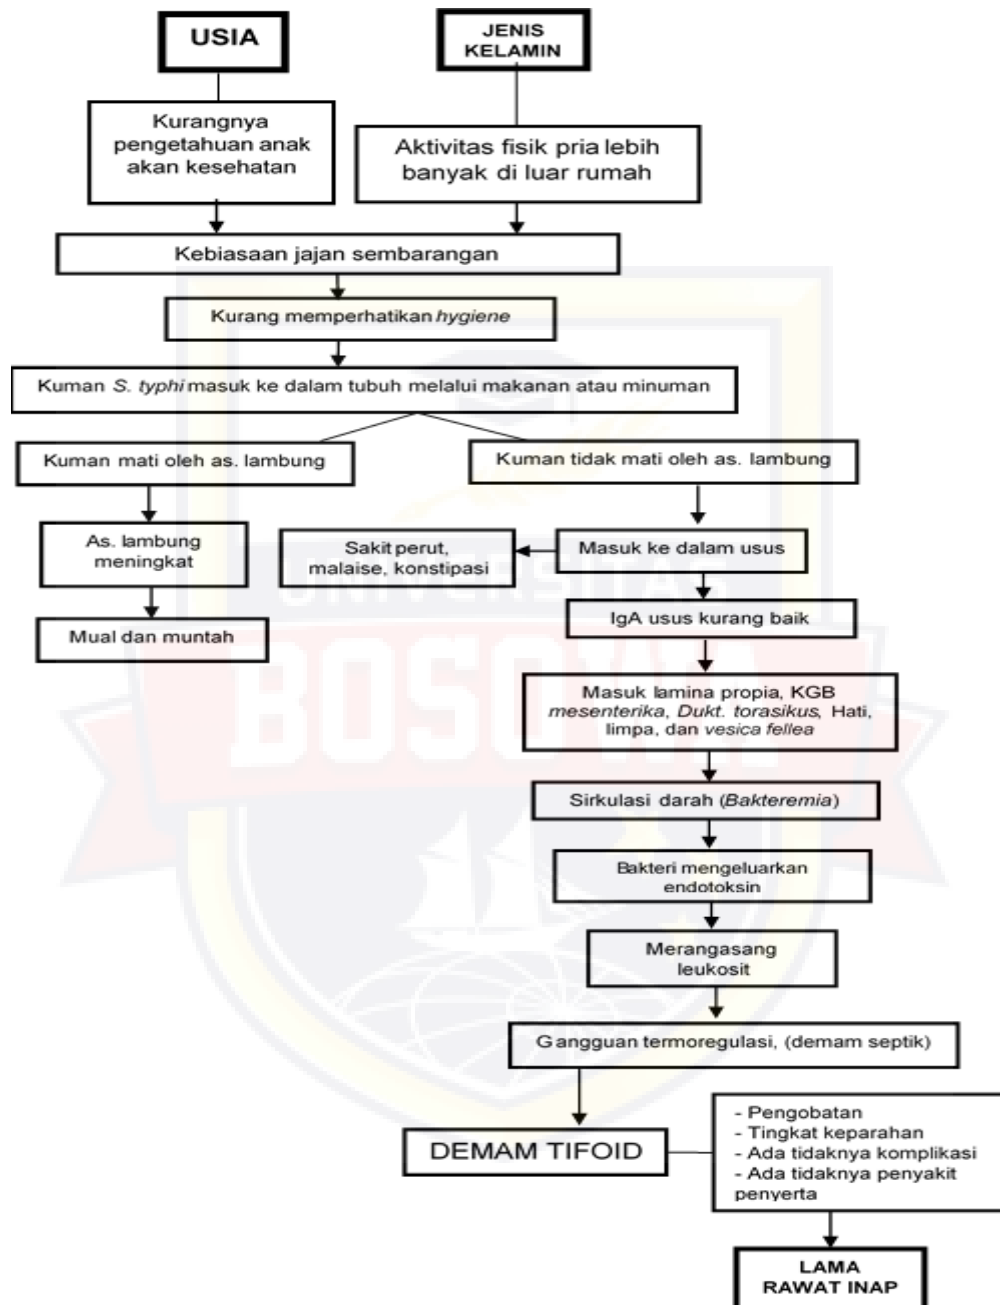 USIA
JENIS
KELAMIN
Kurangnya
pengetahuan anak
akan kesehatan
Aktivitas fisik pria lebih
banyak di luar rumah
Kebiasaan jajan sembarangan
Kurang memperhatikan hygiene
Kuman S. typhi masuk ke dalam tubuh melalui makanan atau minuman
Kuman mati oleh as. lambung
Kuman tidak mati oleh as. lambung
As. lambung
meningkat
Sakit perut,
malaise, konstipasi
Masuk ke dalam usus
Mual dan muntah
IgA usus kurang baik
Masuk lamina propia, KGB
mesenterika, Dukt. torasikus, Hati,
limpa, dan vesica fellea
Sirkulasi darah (Bakteremia)
Bakteri mengeluarkan
endotoksin
Merangasang
leukosit
Gangguan termoregulasi, (demam septik)
DEMAM TIFOID
- Pengobatan
- Tingkat keparahan
- Ada tidaknya komplikasi
- Ada tidaknya penyakit
penyerta
LAMA
RAWAT INAP
UNIVERSITAS
BOSOWA